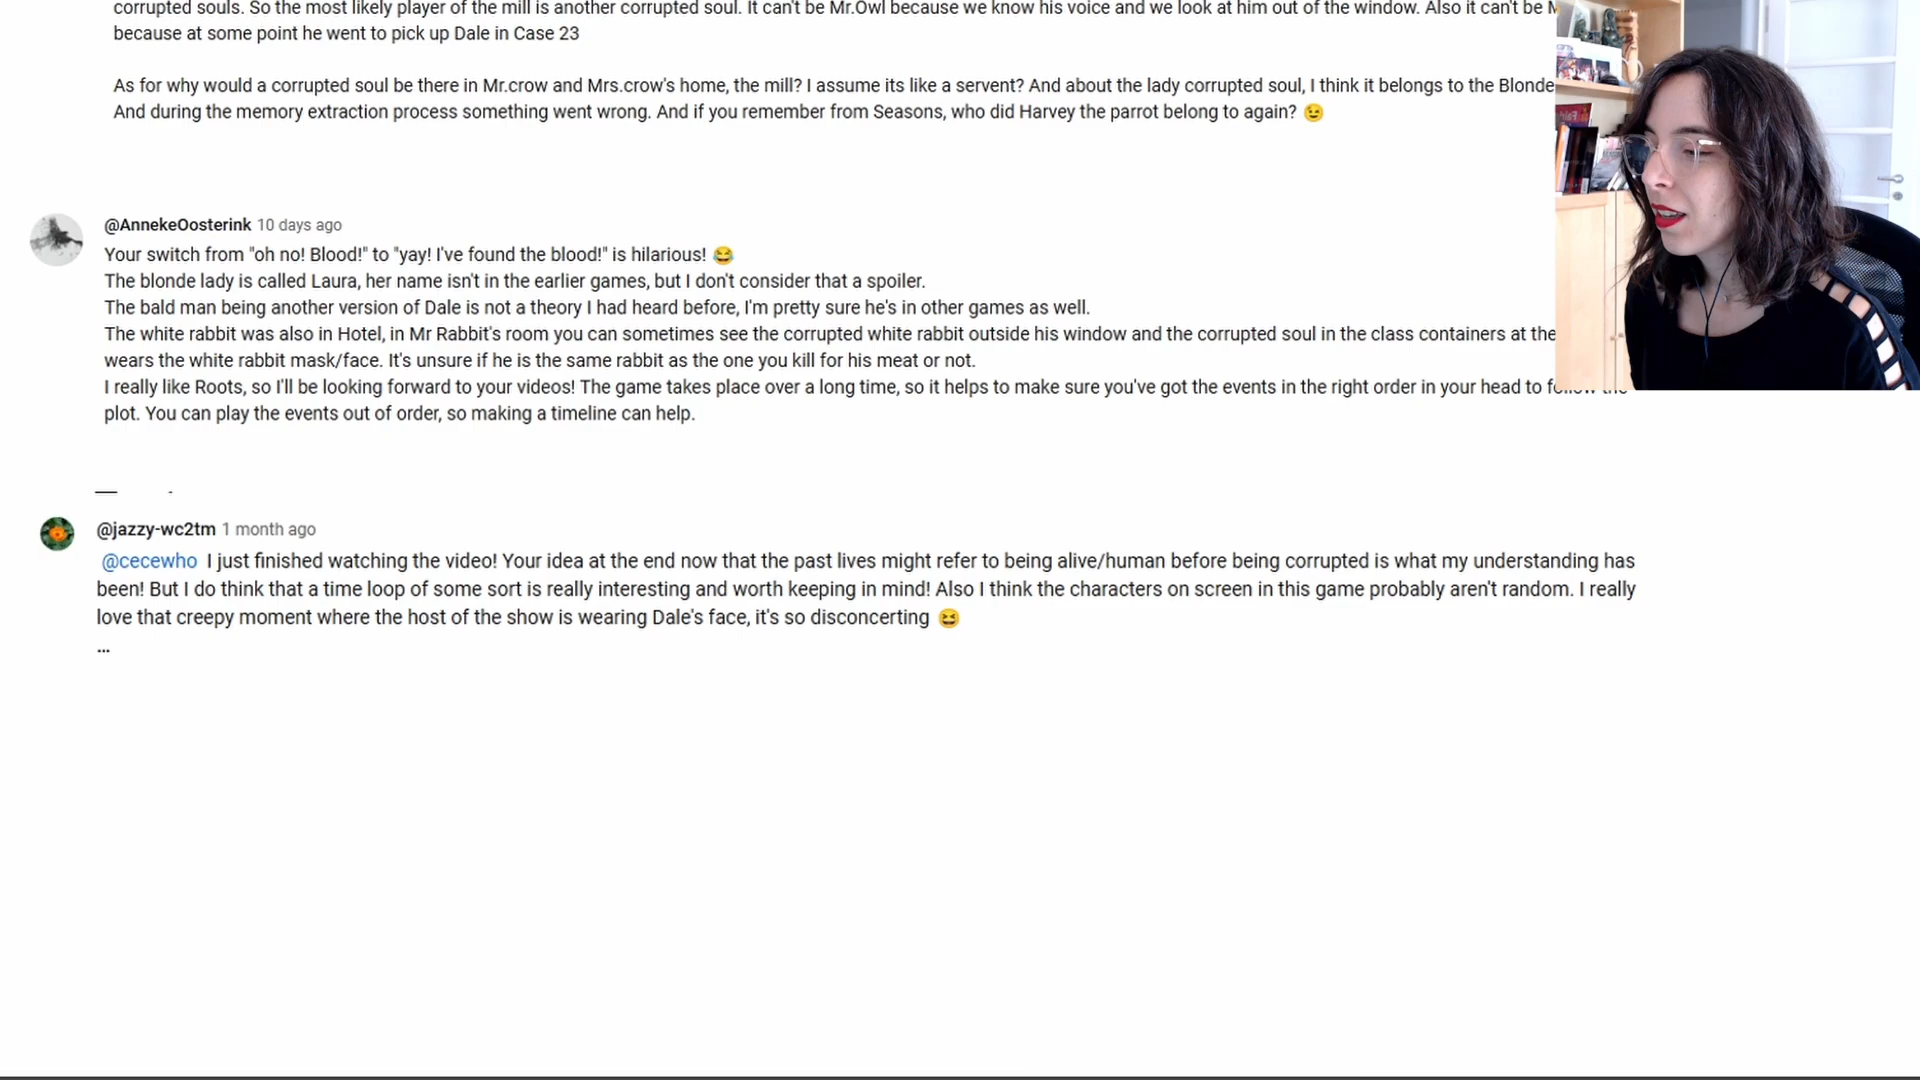 corrupted souls. So the most likely player of the mill is another corrupted soul. It can't be Mr.Owl because we know his voice and we look at him out of the window. Also it can't be
because at some point he went to pick up Dale in Case 23
As for why would a corrupted soul be there in Mr.crow and Mrs.crow's home, the mill? I assume its like a servent? And about the lady corrupted soul, I think it belongs to the Blonde
And during the memory extraction process something went wrong. And if you remember from Seasons, who did Harvey the parrot belong to again? 😉
@AnnekeOosterink 10 days ago
Your switch from "oh no! Blood!" to "yay! I've found the blood!" is hilarious! 😂
The blonde lady is called Laura, her name isn't in the earlier games, but I don't consider that a spoiler.
The bald man being another version of Dale is not a theory I had heard before, I'm pretty sure he's in other games as well.
The white rabbit was also in Hotel, in Mr Rabbit's room you can sometimes see the corrupted white rabbit outside his window and the corrupted soul in the class containers at the
wears the white rabbit mask/face. It's unsure if he is the same rabbit as the one you kill for his meat or not.
I really like Roots, so I'll be looking forward to your videos! The game takes place over a long time, so it helps to make sure you've got the events in the right order in your head to
plot. You can play the events out of order, so making a timeline can help.
@jazzy-wc2tm 1 month ago
@cecewho I just finished watching the video! Your idea at the end now that the past lives might refer to being alive/human before being corrupted is what my understanding has
been! But I do think that a time loop of some sort is really interesting and worth keeping in mind! Also I think the characters on screen in this game probably aren't random. I really
love that creepy moment where the host of the show is wearing Dale's face, it's so disconcerting 😆
...